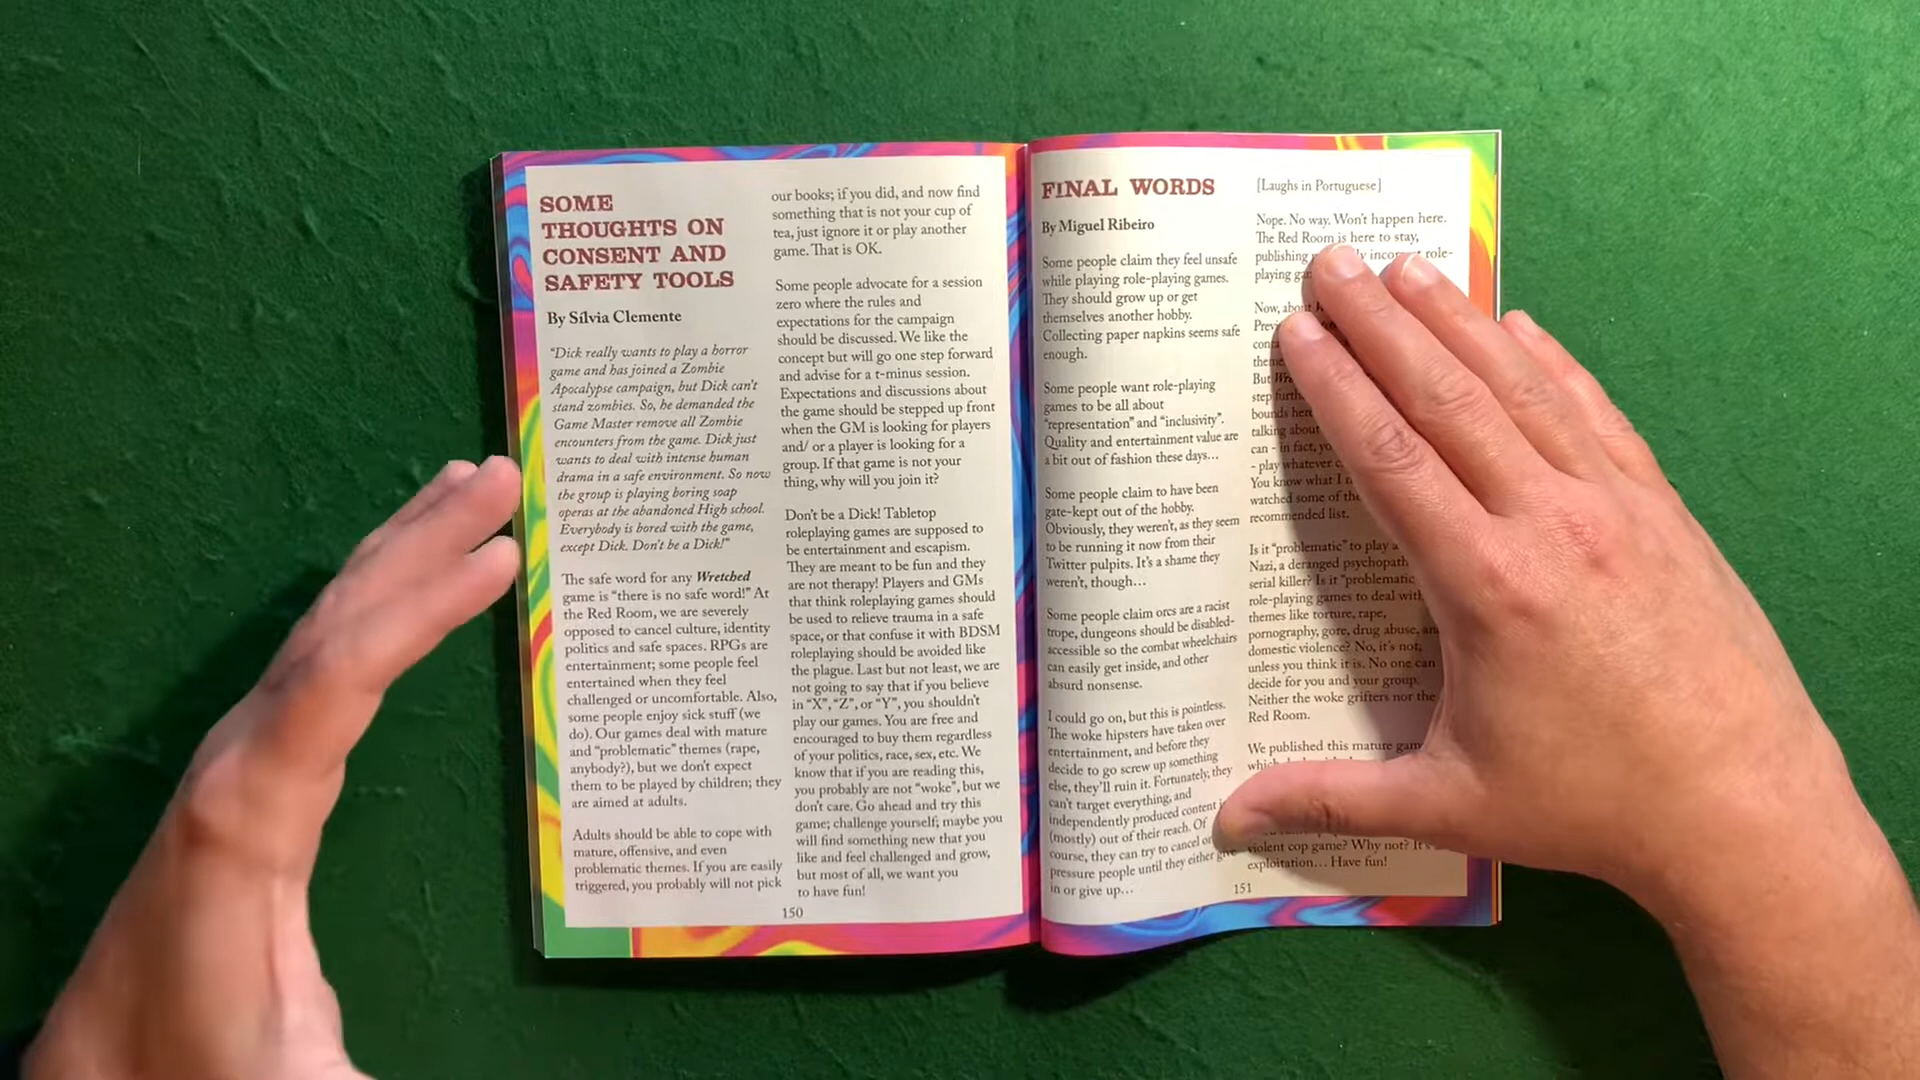 SOME
THOUGHTS ON
CONSENT AND
SAFETY TOOLS
By Sílvia Clemente
"Dick really wants to play a horror
game and has joined a Zombie
Apocalypse campaign, but Dick can't
stand zombies. So, he demanded the
Game Master remove all Zombie
encounters from the game. Dick just
wants to deal with intense human
drama in a safe environment. So now
the group is playing boring soap
operas at the abandoned High school.
Everybody is bored with the game,
except Dick. Don't be a Dick!"
The safe word for any Wretched
game is "there is no safe word!" At
the Red Room, we are severely
opposed to cancel culture, identity
politics and safe spaces. RPGs are
entertainment; some people feel
entertained when they feel
challenged or uncomfortable. Also,
some people enjoy sick stuff (we
do). Our games deal with mature
and "problematic" themes (rape,
anybody?), but we don't expect
them to be played by children; they
are aimed at adults.
Adults should be able to cope with
mature, offensive, and even
problematic themes. If you are easily
triggered, you probably will not pick
our books; if you did, and now find
something that is not your cup of
tea, just ignore it or play another
game. That is OK.
Some people advocate for a session
zero where the rules and
expectations for the campaign
should be discussed. We like the
concept but will go one step forward
and advise for a t-minus session.
Expectations and discussions about
the game should be stepped up front
when the GM is looking for players
and/ or a player is looking for a
group. If that game is not your
thing, why will you join it?
Don't be a Dick! Tabletop
roleplaying games are supposed to
be entertainment and escapism.
They are meant to be fun and they
are not therapy! Players and GMs
that think roleplaying games should
be used to relieve trauma in a safe
space, or that confuse it with BDSM
roleplaying should be avoided like
the plague. Last but not least, we are
not going to say that if you believe
in "X", "Z", or "Y", you shouldn't
play our games. You are free and
encouraged to buy them regardless
of your politics, race, sex, etc. We
know that if you are reading this,
you probably are not "woke", but we
don't care. Go ahead and try this
game; challenge yourself; maybe you
will find something new that you
like and feel challenged and grow,
but most of all, we want you
to have fun!
150
FINAL WORDS
By Miguel Ribeiro
Some people claim they feel unsafe
while playing role-playing games.
They should grow up or get
themselves another hobby.
Collecting paper napkins seems safe
enough.
Some people want role-playing
games to be all about
"representation" and "inclusivity".
Quality and entertainment value are
a bit out of fashion these days...
Some people claim to have been
gate-kept out of the hobby.
Obviously, they weren't, as they seem
to be running it now from their
Twitter pulpits. It's a shame they
weren't, though...
Some people claim orcs are a racist
trope, dungeons should be disabled-
accessible so the combat wheelchairs
can easily get inside, and other
absurd nonsense.
I could go on, but this is pointless.
The woke hipsters have taken over
entertainment, and before they
decide to go screw up something
else, they'll ruin it. Fortunately, they
can't target everything, and
independently produced content
(mostly) out of their reach. Of
course, they can try to cancel or
pressure people until they either give
in or give up...
[Laughs in Portuguese]
Nope. No way. Won't happen here.
The Red Room is here to stay,
publishing role-
playing
Now, about
But
step
bounds
talking about
can - in fact,
- play whatever
You know what I
watched some of the
recommended list.
Is it "problematic" to play a
Nazi, a deranged psychopath
serial killer? Is it "problematic
role-playing games to deal with
themes like torture, rape,
pornography, gore, drug abuse, and
domestic violence? No, it's not,
unless you think it is. No one can
decide for you and your group.
Neither the woke grifters nor the
Red Room.
We published this mature game
violent cop game? Why not? It's
exploitation... Have fun!
151